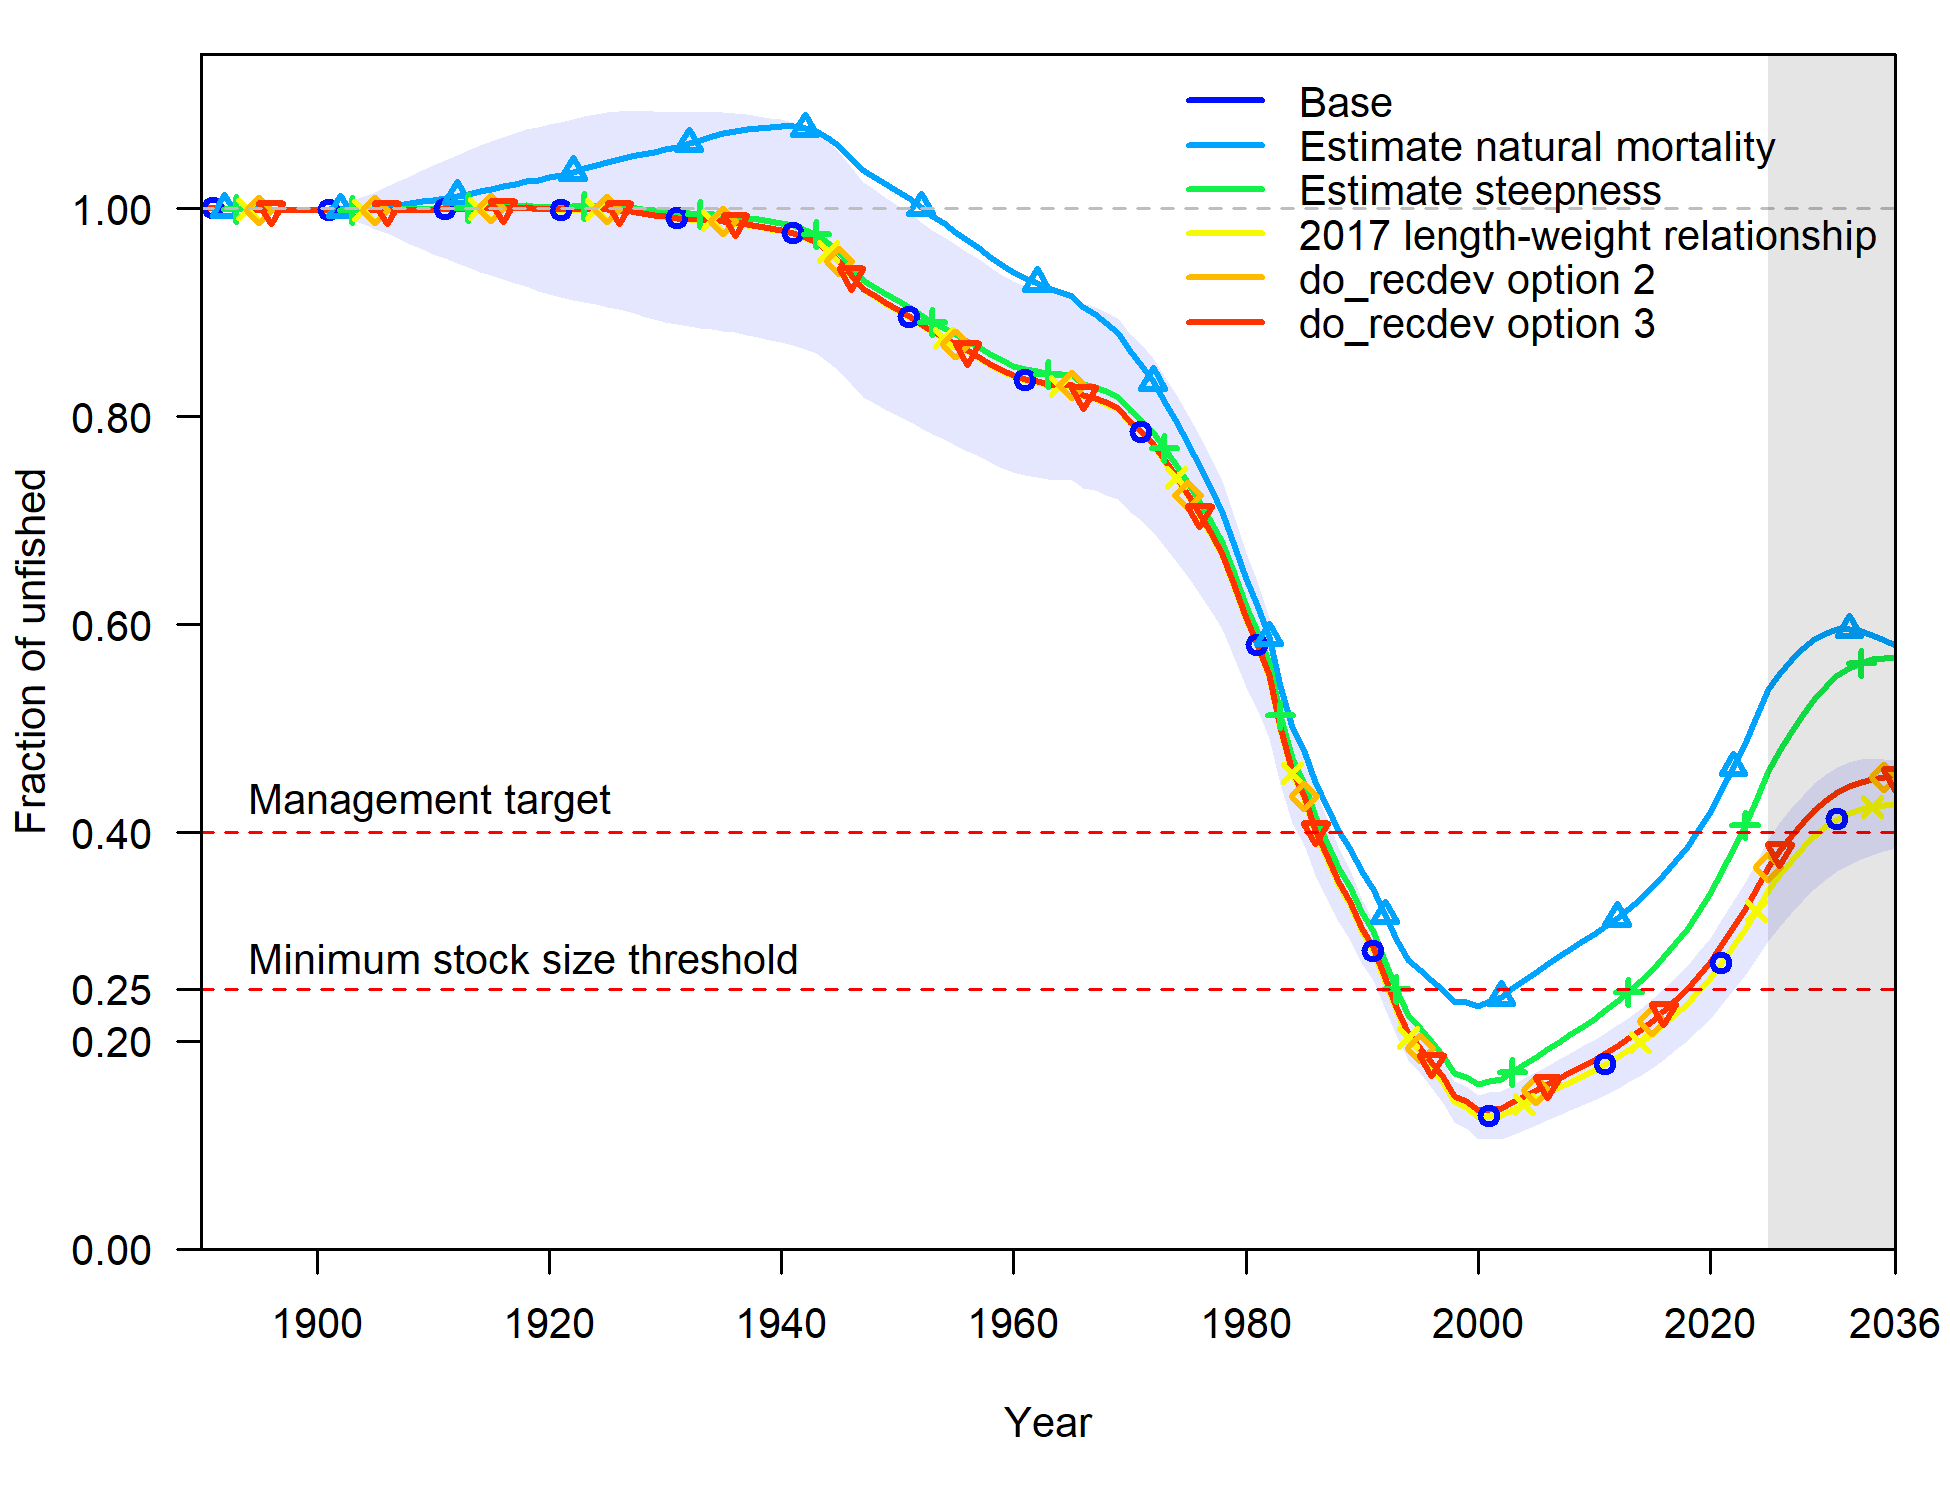 Base
Estimate natural mortality
Estimate steepness
2017 length-weight relationship
do_recdev option 2
do_recdev option 3
Fraction of unfished
1.00
0.80
0.60
0.40
0.25
0.20
0.00
Management target
Minimum stock size threshold
1900 1920 1940 1960 1980 2000 2020 2036
Year